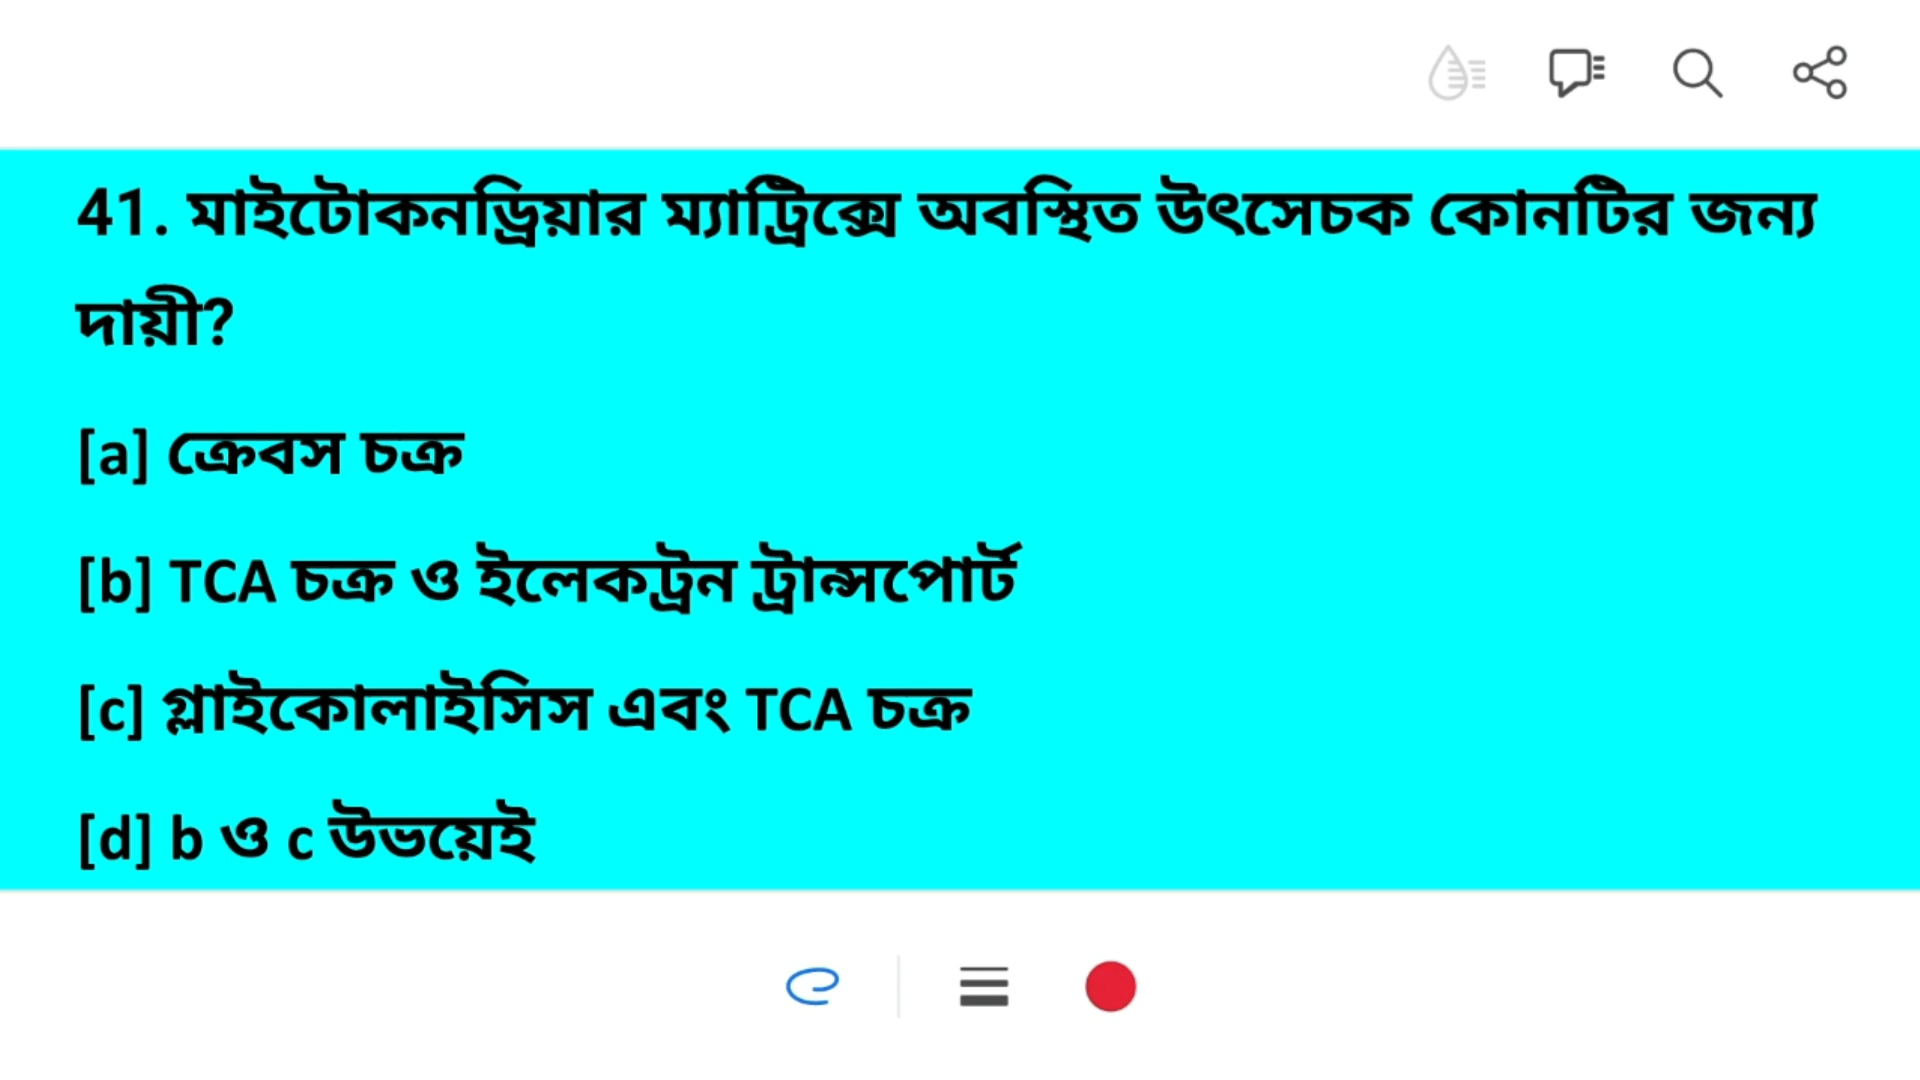 41. মাইটোকনড্রিয়ার ম্যাট্রিক্সে অবস্থিত উৎসেচক কোনটির জন্য
দায়ী?
[a] ক্রেবস চক্র
[b] TCA চক্র ও ইলেকট্রন ট্রান্সপোর্ট
[c] গ্লাইকোলাইসিস এবং TCA চক্র
[d] b ও c উভয়েই